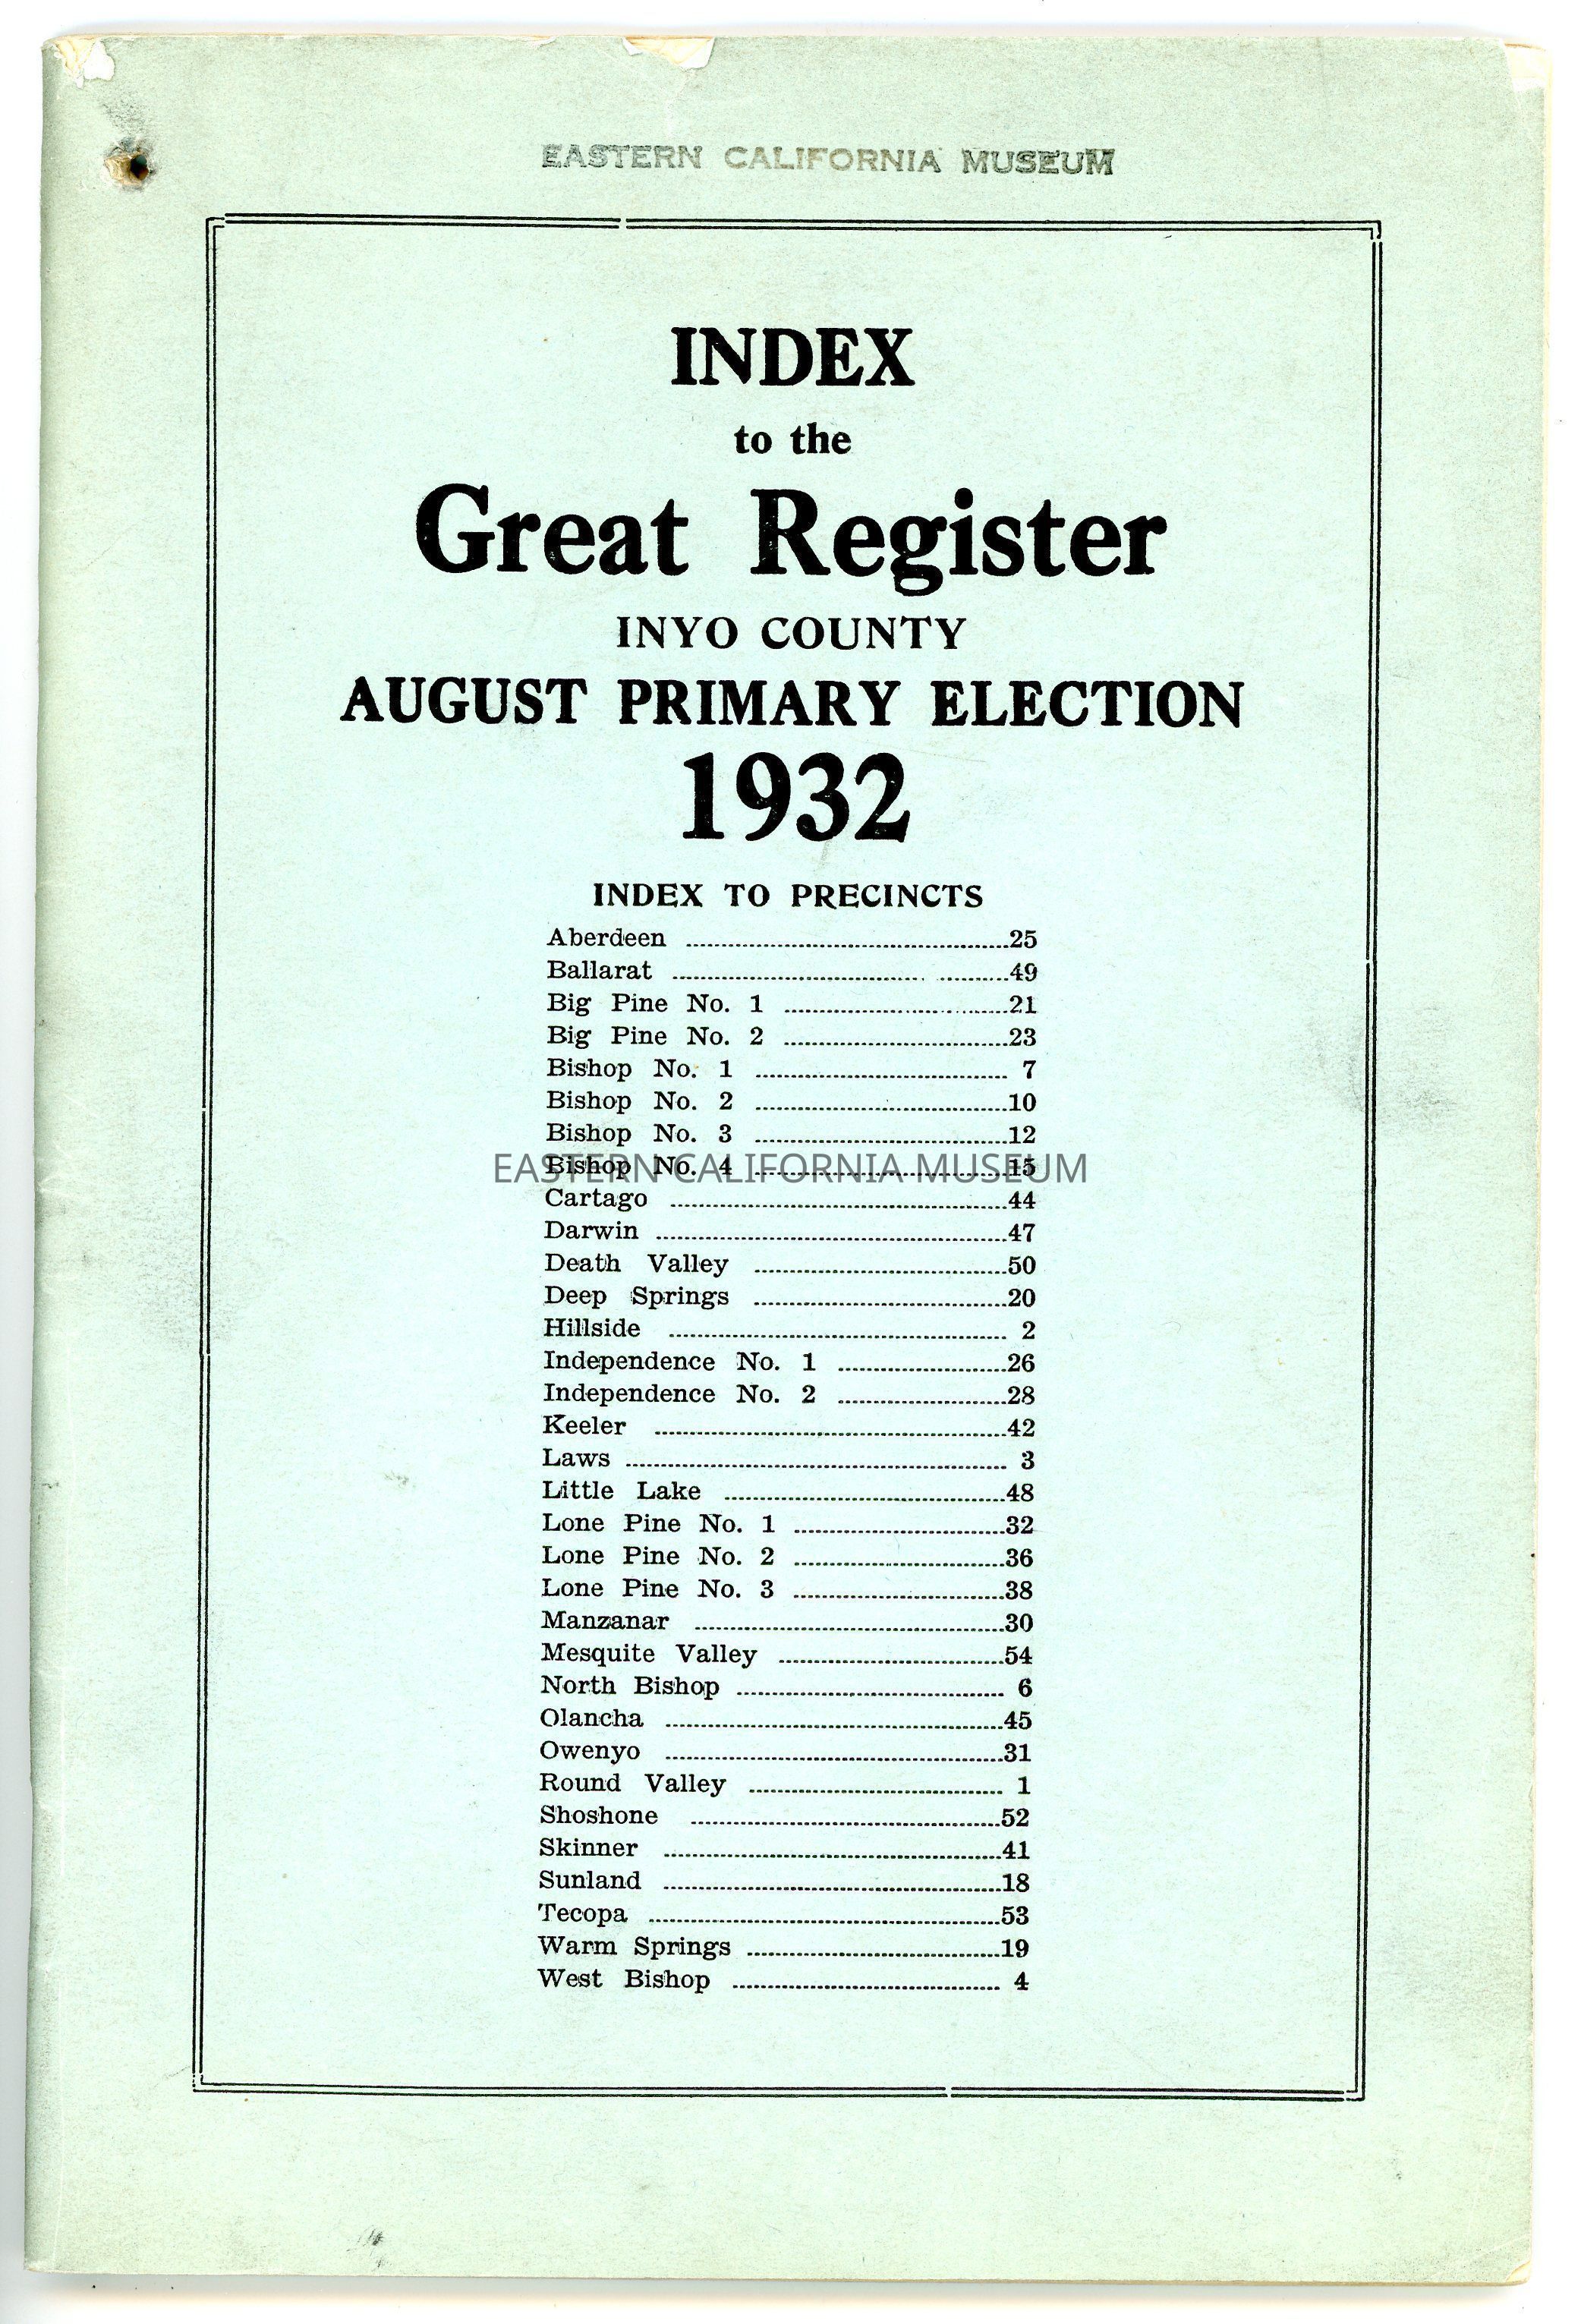 EASTERN CALIFORNIA MUSEUM
INDEX
to the
Great Register
INYO COUNTY
AUGUST PRIMARY ELECTION
1932
INDEX TO PRECINCTS
Aberdeen ........................................ 25
Ballarat ........................................ 49
Big Pine No. 1 ........................................ 21
Big Pine No. 2 ........................................ 23
Bishop No. 1 ........................................ 7
Bishop No. 2 ........................................ 10
Bishop No. 3 ........................................ 12
Bishop No. 4 ........................................ 15
EASTERN CALIFORNIA MUSEUM
Cartago ........................................ 44
Darwin ........................................ 47
Death Valley ........................................ 50
Deep Springs ........................................ 20
Hillside ........................................ 2
Independence No. 1 ........................................ 26
Independence No. 2 ........................................ 28
Keeler ........................................ 42
Laws ........................................ 3
Little Lake ........................................ 48
Lone Pine No. 1 ........................................ 32
Lone Pine No. 2 ........................................ 36
Lone Pine No. 3 ........................................ 38
Manzanar ........................................ 30
Mesquite Valley ........................................ 54
North Bishop ........................................ 6
Olancha ........................................ 45
Owenyo ........................................ 31
Round Valley ........................................ 1
Shoshone ........................................ 52
Skinner ........................................ 41
Sunland ........................................ 18
Tecopa ........................................ 53
Warm Springs ........................................ 19
West Bishop ........................................ 4